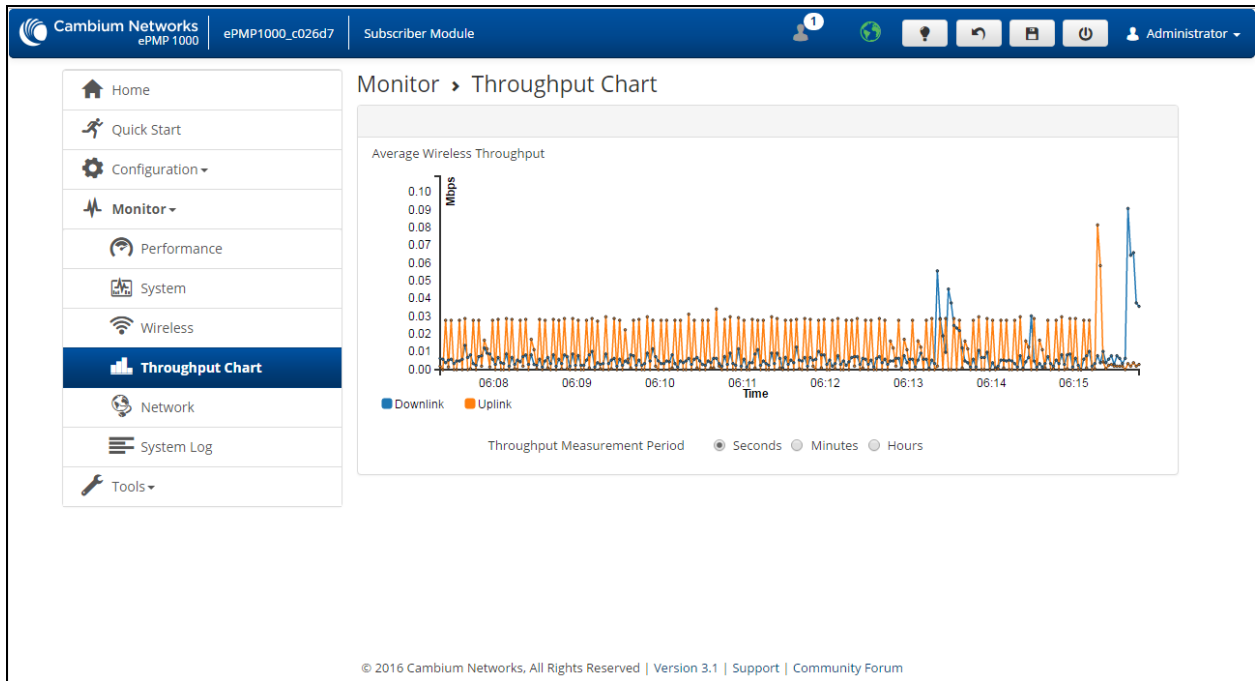 Cambium Networks
ePMP 1000
ePMP1000_c026d7
Subscriber Module
1
Administrator
Home
Quick Start
Configuration
Monitor
Performance
System
Wireless
Throughput Chart
Network
System Log
Tools
Monitor › Throughput Chart
Average Wireless Throughput
Mbps
0.10
0.09
0.08
0.07
0.06
0.05
0.04
0.03
0.02
0.01
0.00
06:08 06:09 06:10 06:11 06:12 06:13 06:14 06:15
Time
Downlink Uplink
Throughput Measurement Period Seconds Minutes Hours
© 2016 Cambium Networks, All Rights Reserved | Version 3.1 | Support | Community Forum